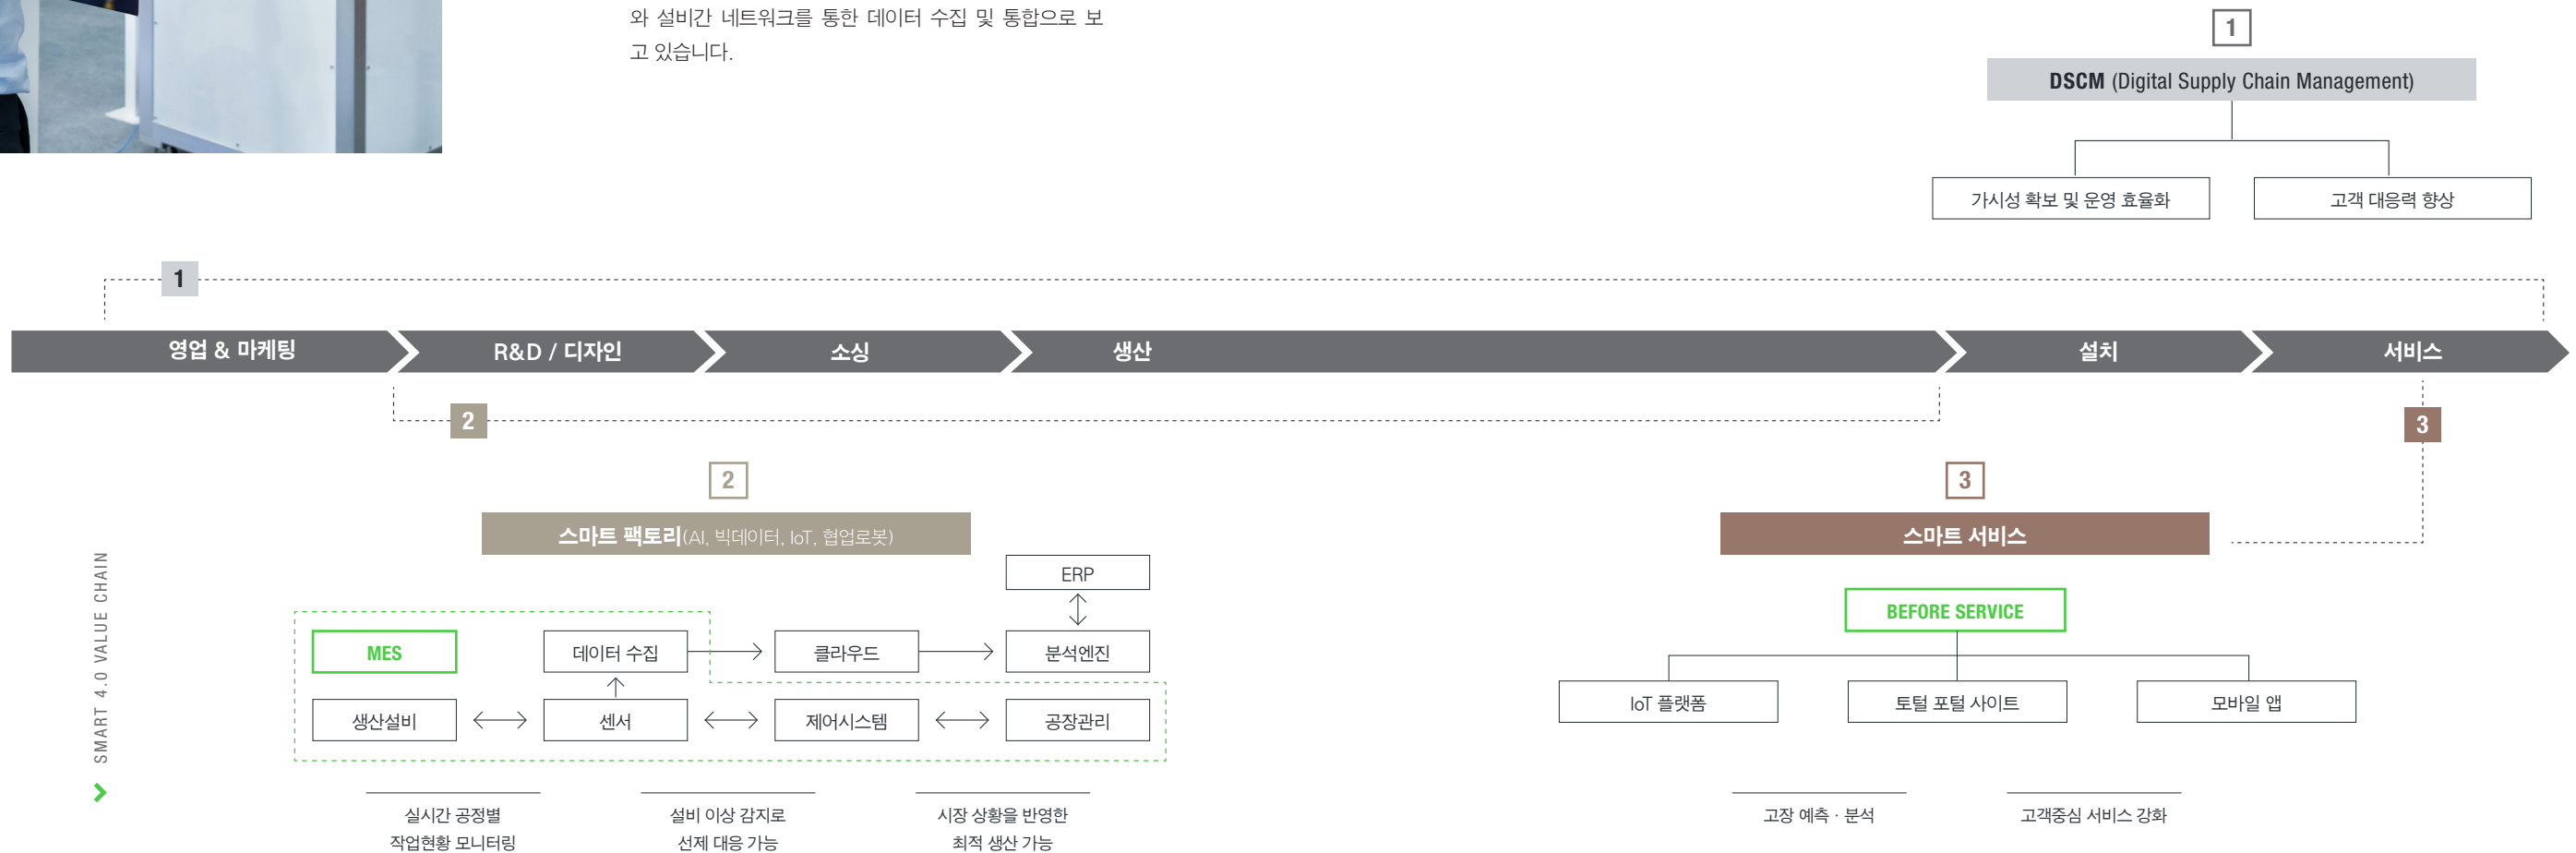 와 설비간 네트워크를 통한 데이터 수집 및 통합으로 보
고 있습니다.
1
DSCM (Digital Supply Chain Management)
가시성 확보 및 운영 효율화
고객 대응력 향상
1
영업 & 마케팅
R&D / 디자인
소싱
생산
설치
서비스
2
3
2
스마트 팩토리(AI, 빅데이터, IoT, 협업로봇)
ERP
MES
데이터 수집
클라우드
분석엔진
생산설비
센서
제어시스템
공장관리
실시간 공정별
작업현황 모니터링
설비 이상 감지로
선제 대응 가능
시장 상황을 반영한
최적 생산 가능
3
스마트 서비스
BEFORE SERVICE
IoT 플랫폼
토털 포털 사이트
모바일 앱
고장 예측 · 분석
고객중심 서비스 강화
SMART 4.0 VALUE CHAIN